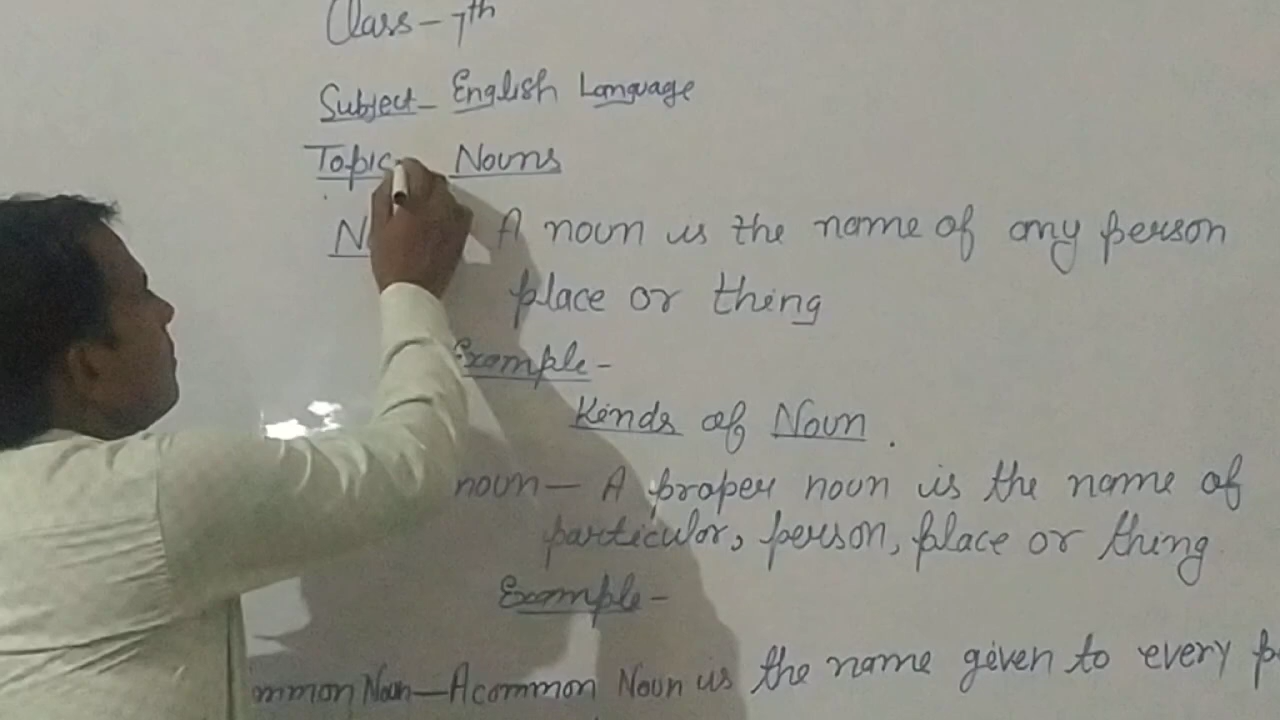 Class - 7th
Subject - English Language
Topic - Nouns
A noun is the name of any person
place or thing
Example -
Kinds of Noun .
noun - A proper noun is the name of
particular, person, place or thing
Example -
ommon Noun - A common Noun is the name given to every